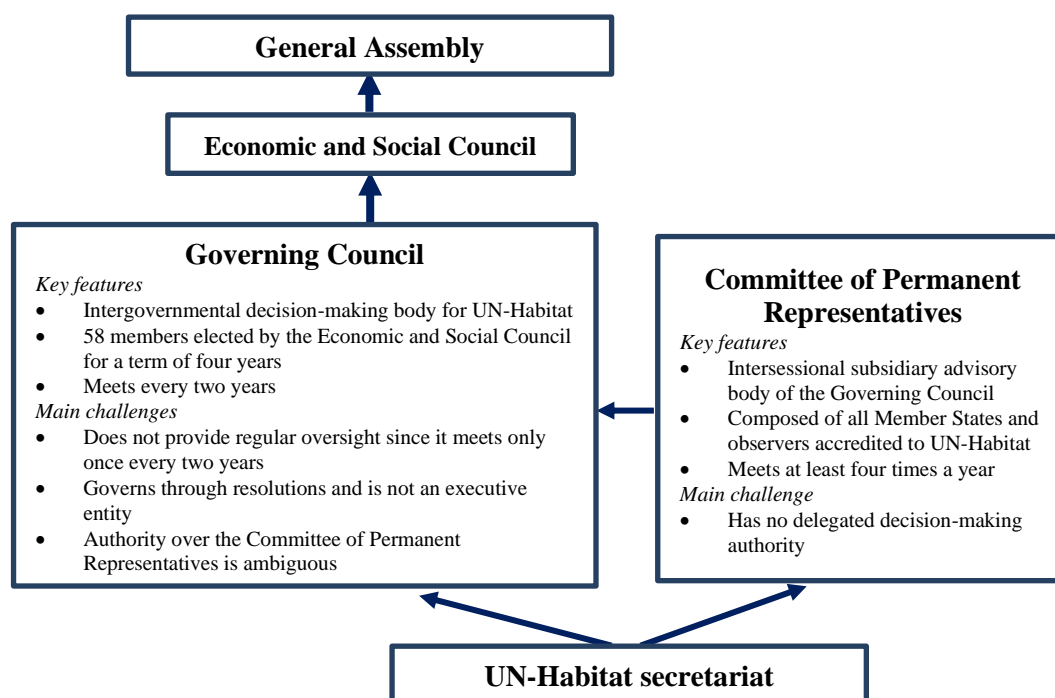 General Assembly
Economic and Social Council
Governing Council
Key features
• Intergovernmental decision-making body for UN-Habitat
• 58 members elected by the Economic and Social Council
for a term of four years
• Meets every two years
Main challenges
• Does not provide regular oversight since it meets only
once every two years
• Governs through resolutions and is not an executive
entity
• Authority over the Committee of Permanent
Representatives is ambiguous
Committee of Permanent
Representatives
Key features
• Intersessional subsidiary advisory
body of the Governing Council
• Composed of all Member States and
observers accredited to UN-Habitat
• Meets at least four times a year
Main challenge
• Has no delegated decision-making
authority
UN-Habitat secretariat